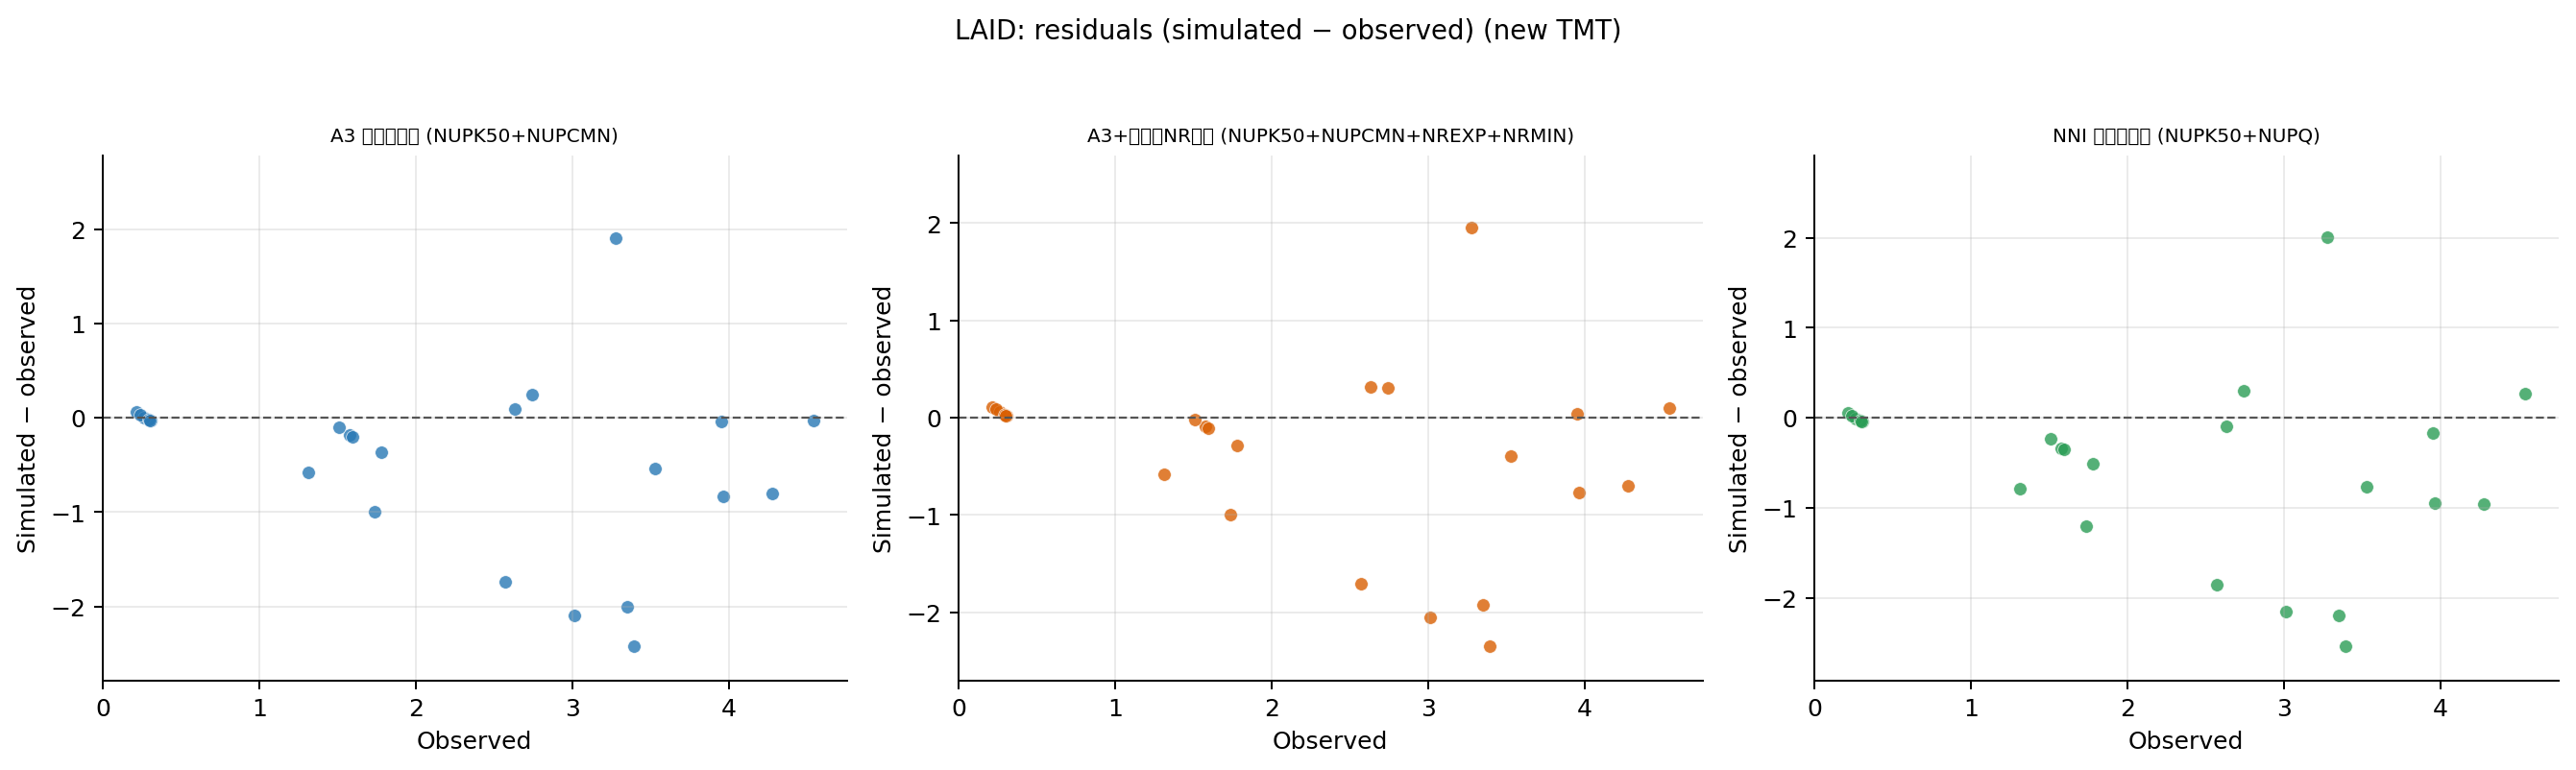 LAID: residuals (simulated − observed) (new TMT)
A3 (NUPK50+NUPCMN)
2
1
0
−1
−2
Simulated − observed
0 1 2 3 4
Observed
A3+ NR (NUPK50+NUPCMN+NREXP+NRMIN)
2
1
0
−1
−2
Simulated − observed
0 1 2 3 4
Observed
NNI (NUPK50+NUPQ)
2
1
0
−1
−2
Simulated − observed
0 1 2 3 4
Observed